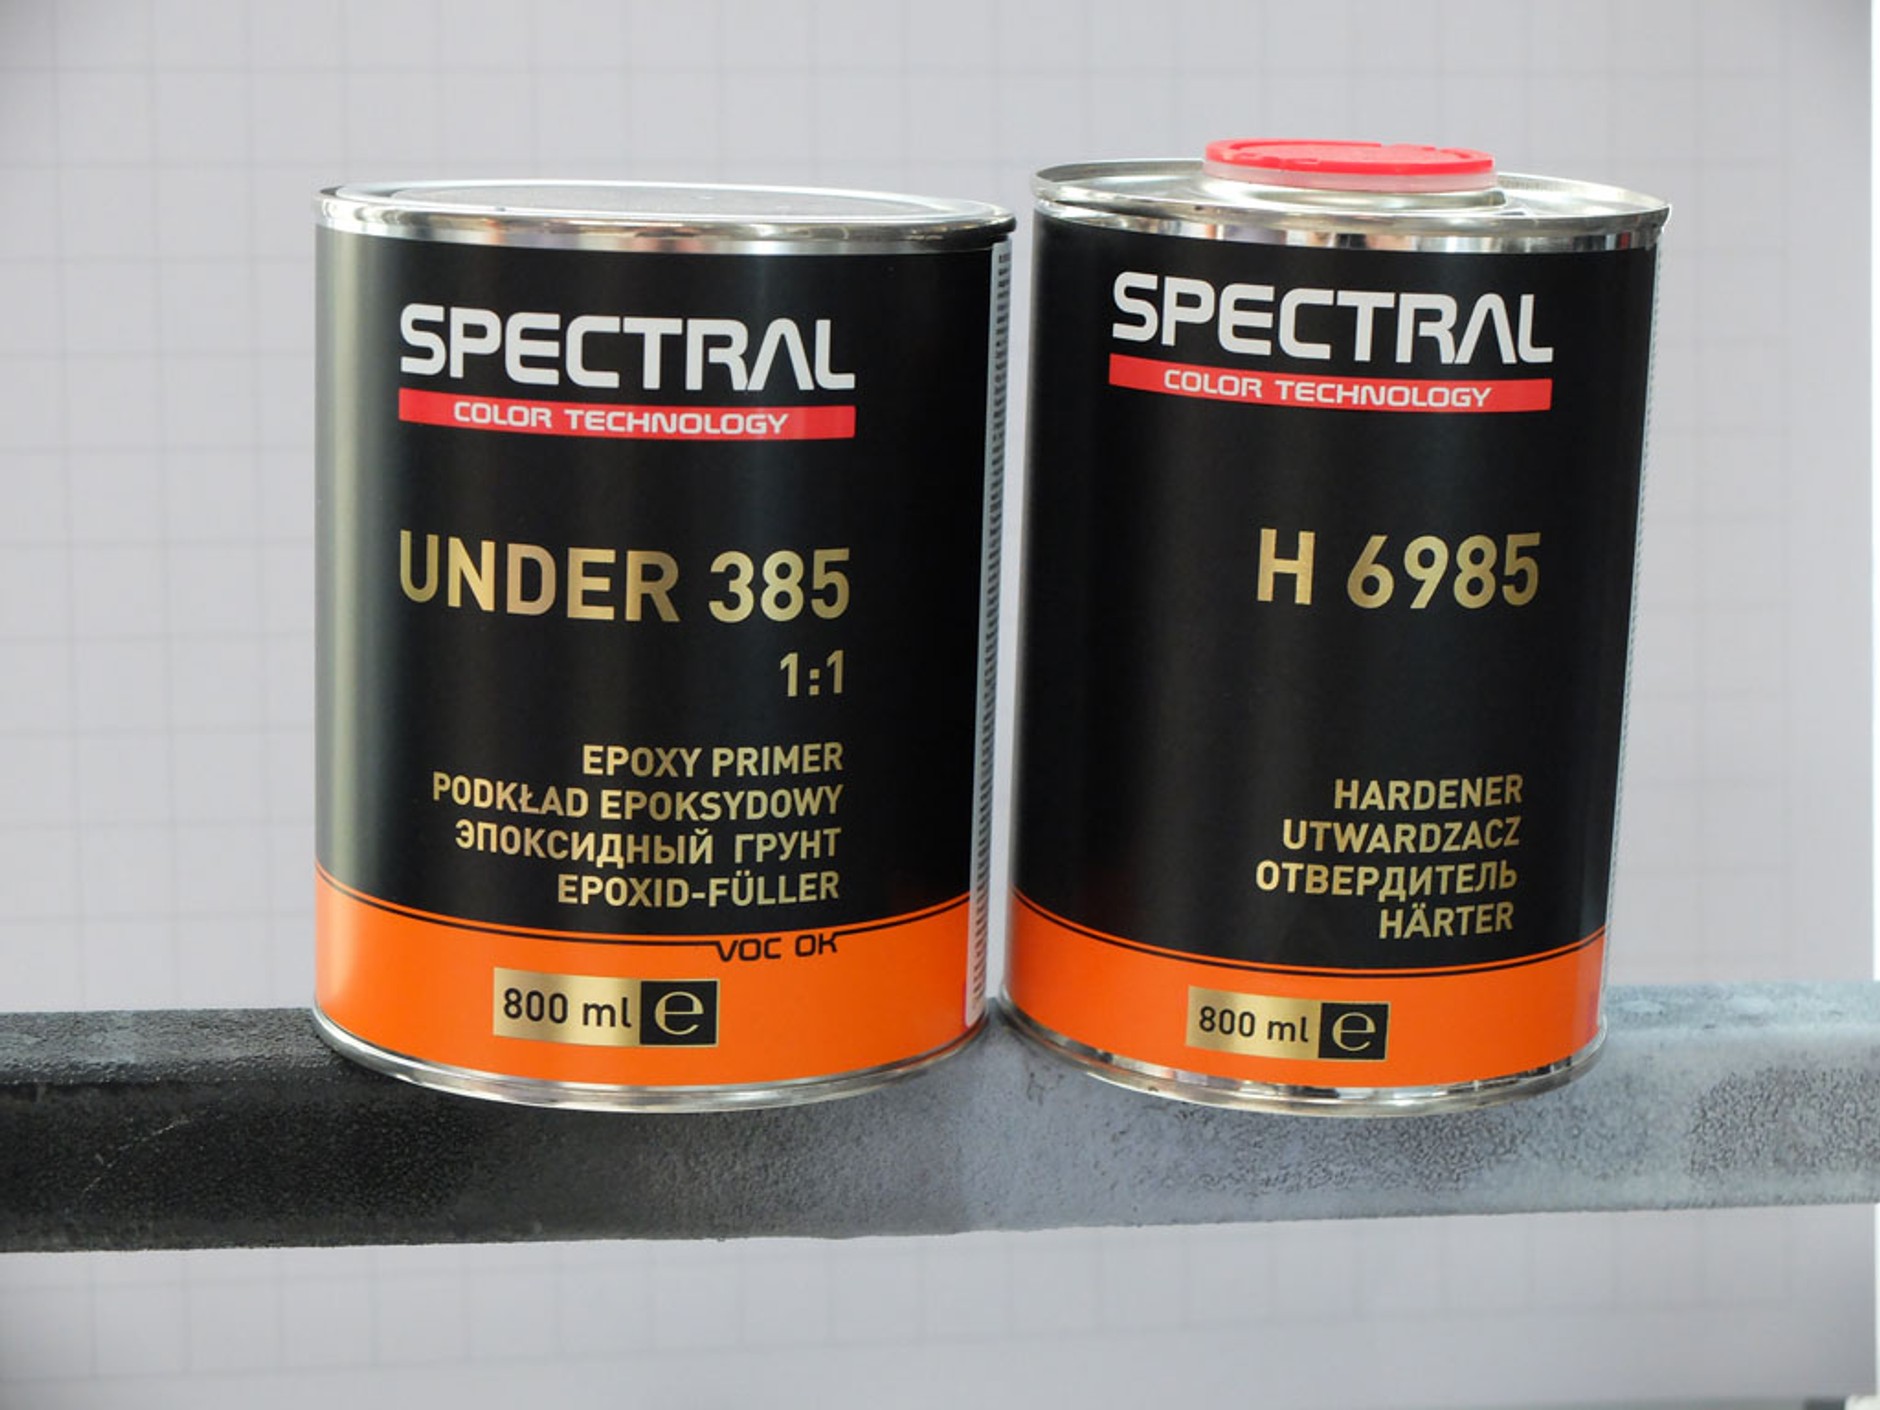 SPECTRAL
COLOR TECHNOLOGY
UNDER 385
1:1
EPOXY PRIMER
PODKŁAD EPOKSYDOWY
ЭПОКСИДНЫЙ ГРУНТ
EPOXID-FÜLLER
VOC OK
800 ml e
SPECTRAL
COLOR TECHNOLOGY
H 6985
HARDENER
UTWARDZACZ
ОТВЕРДИТЕЛЬ
HÄRTER
800 ml e